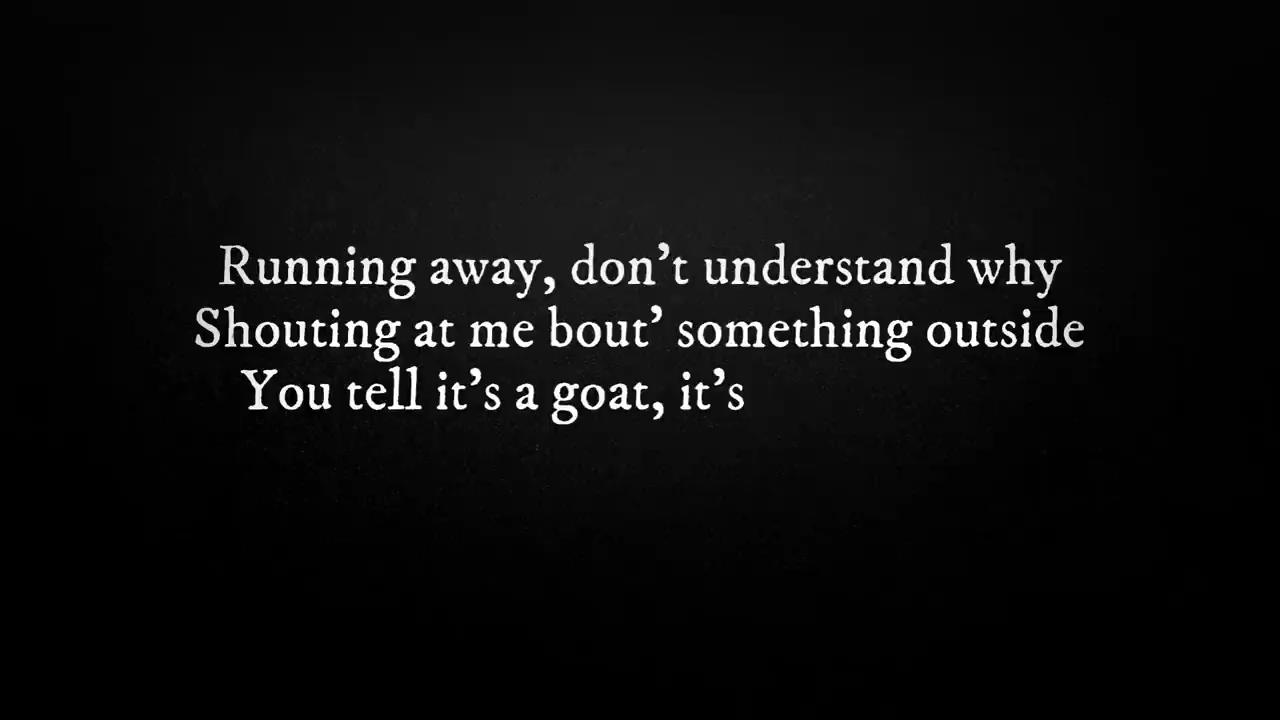 Running away, don’t understand why
Shouting at me bout’ something outside
You tell it’s a goat, it’s